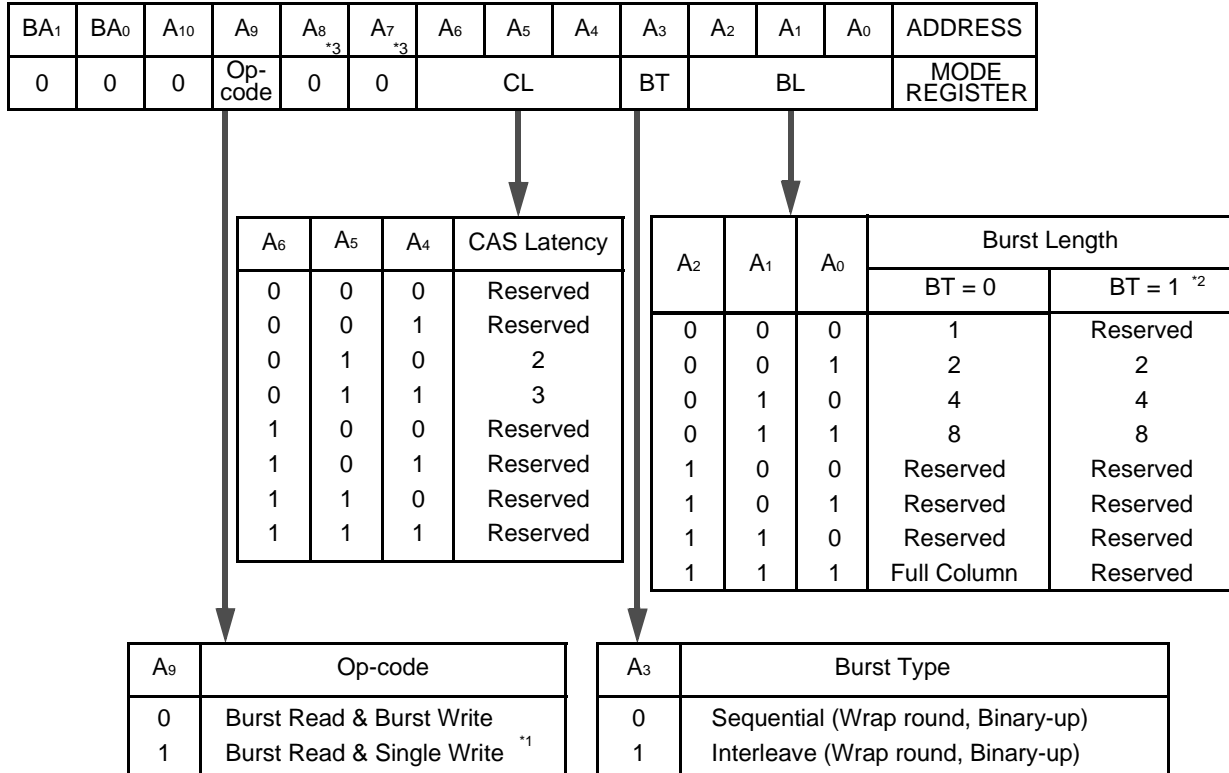 BA1 BA0 A10 A9 A8 *3 A7 *3 A6 A5 A4 A3 A2 A1 A0 ADDRESS
0 0 0 Op-code 0 0 CL BT BL MODE REGISTER
A6 A5 A4 CAS Latency
0 0 0 Reserved
0 0 1 Reserved
0 1 0 2
0 1 1 3
1 0 0 Reserved
1 0 1 Reserved
1 1 0 Reserved
1 1 1 Reserved
A2 A1 A0 Burst Length
BT = 0 BT = 1 *2
0 0 0 1 Reserved
0 0 1 2 2
0 1 0 4 4
0 1 1 8 8
1 0 0 Reserved Reserved
1 0 1 Reserved Reserved
1 1 0 Reserved Reserved
1 1 1 Full Column Reserved
A9 Op-code
0 Burst Read & Burst Write
1 Burst Read & Single Write *1
A3 Burst Type
0 Sequential (Wrap round, Binary-up)
1 Interleave (Wrap round, Binary-up)